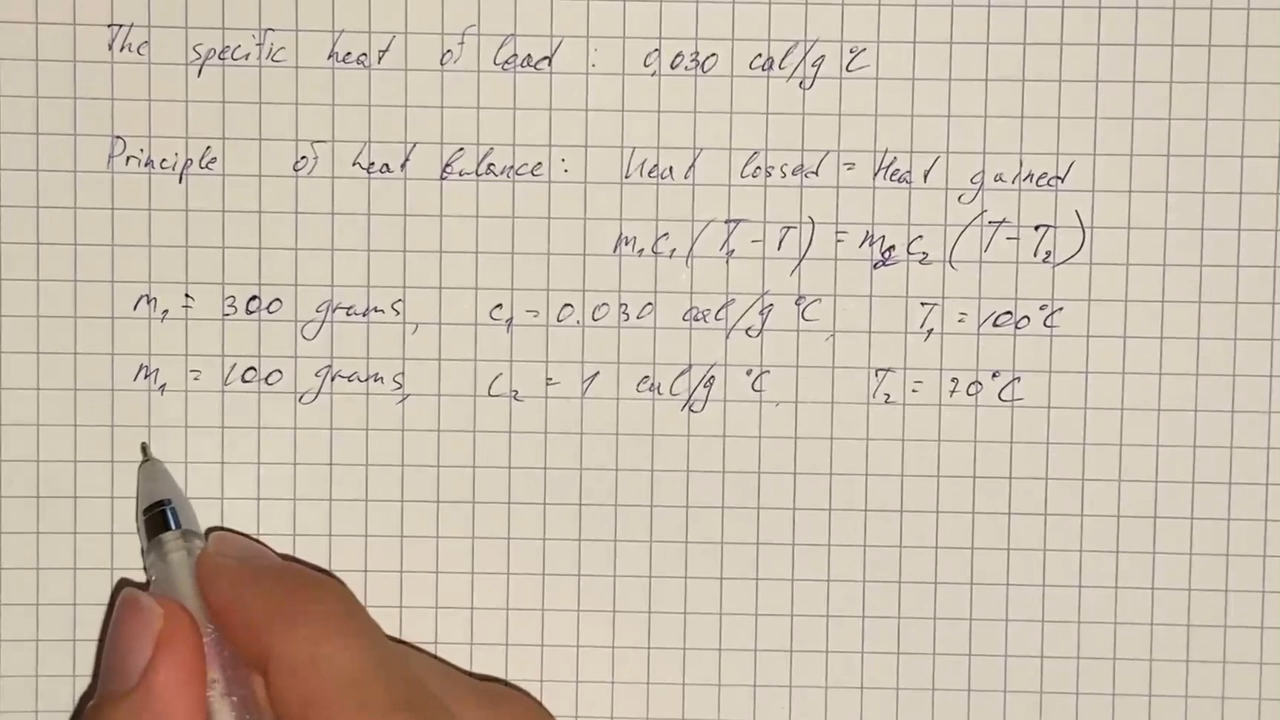 The specific heat of lead : 0,030 cal/g °C
Principle of heat balance: Heat lossed = Heat gained
m₁c₁(T₁-T) = m₂c₂(T-T₂)
m₁ = 300 grams, c₁ = 0.030 cal/g °C, T₁ = 100°C
m₁ = 100 grams, c₂ = 1 cal/g °C, T₂ = 70°C